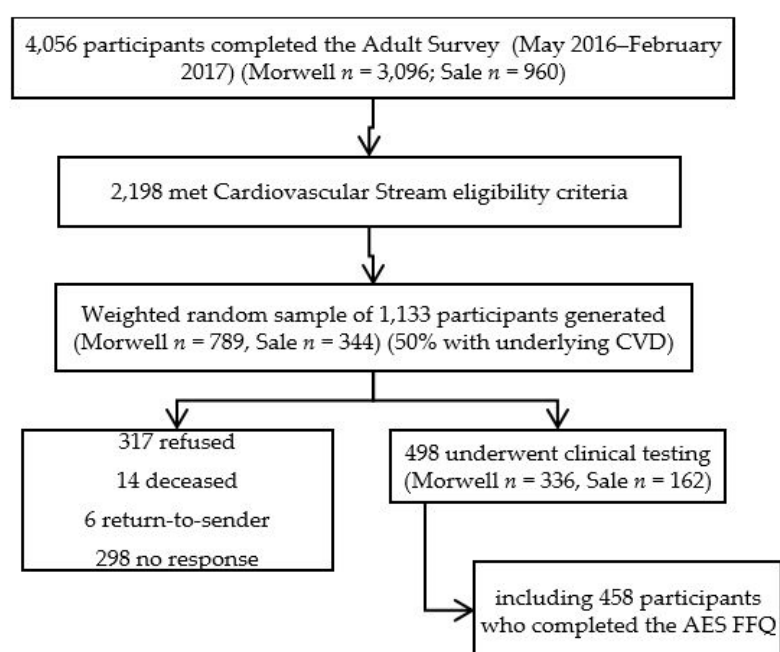 4,056 participants completed the Adult Survey (May 2016–February
2017) (Morwell n = 3,096; Sale n = 960)
2,198 met Cardiovascular Stream eligibility criteria
Weighted random sample of 1,133 participants generated
(Morwell n = 789, Sale n = 344) (50% with underlying CVD)
317 refused
14 deceased
6 return-to-sender
298 no response
498 underwent clinical testing
(Morwell n = 336, Sale n = 162)
including 458 participants
who completed the AES FFQ